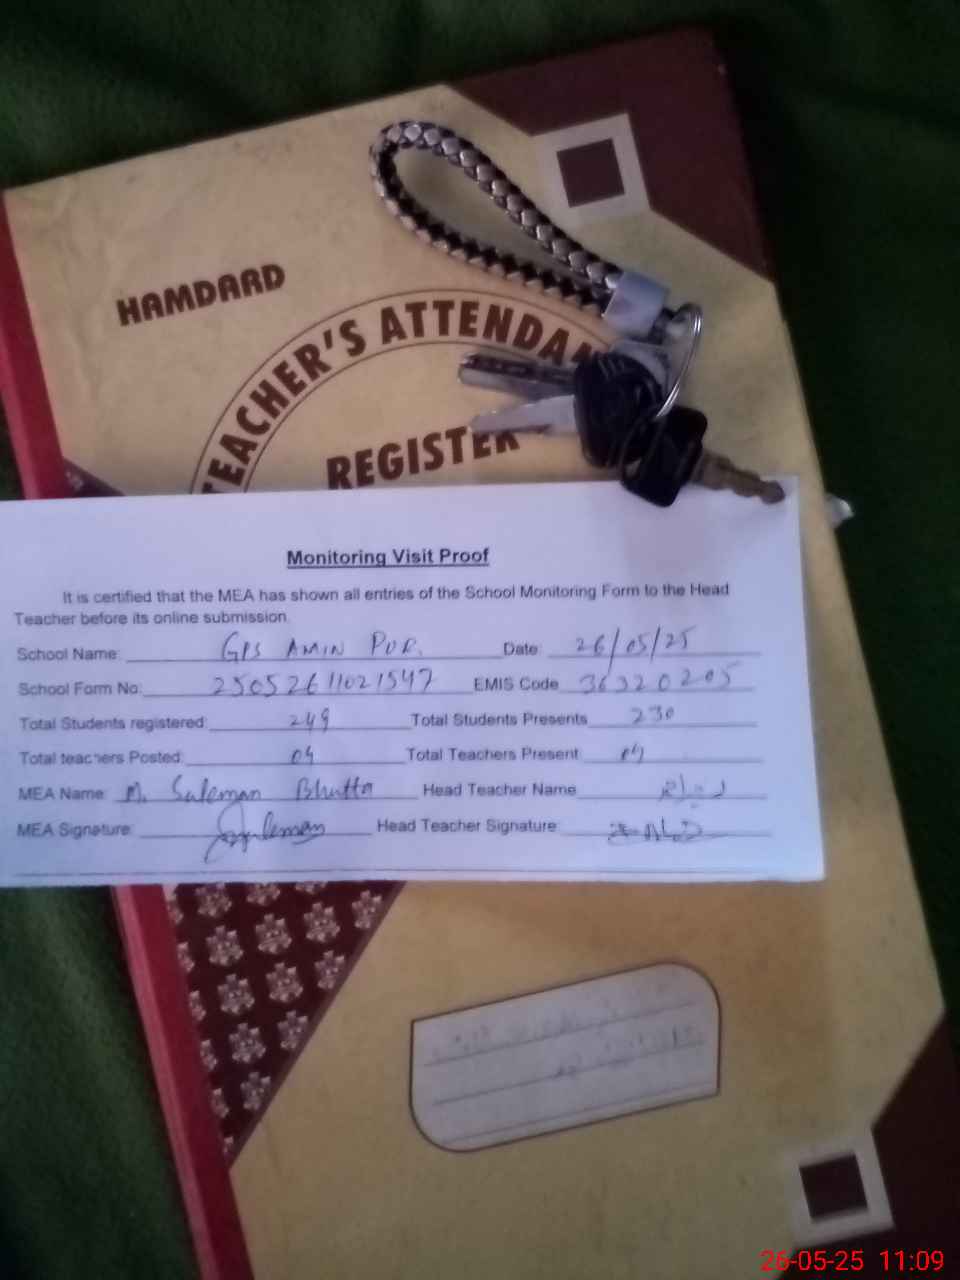 HAMDARD
TEACHER'S ATTENDAN
REGISTER
Monitoring Visit Proof
It is certified that the MEA has shown all entries of the School Monitoring Form to the Head
Teacher before its online submission.
School Name: GPS AMIN PUR. Date: 26/05/25
School Form No: 25052611021547 EMIS Code 36320205
Total Students registered: 249 Total Students Presents 230
Total teachers Posted: 04 Total Teachers Present 04
MEA Name: M. Suleman Bhutta Head Teacher Name
MEA Signature: Suleman Head Teacher Signature:
26-05-25 11:09